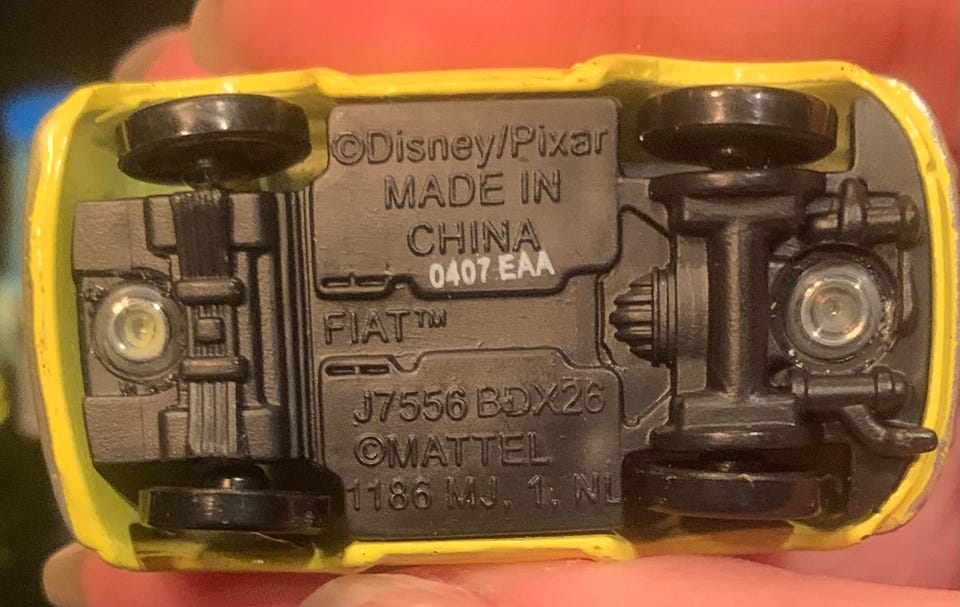 ©Disney/Pixar
MADE IN
CHINA
0407 EAA
FIAT™
J7556 BDX26
©MATTEL
1186 MJ, 1, NL